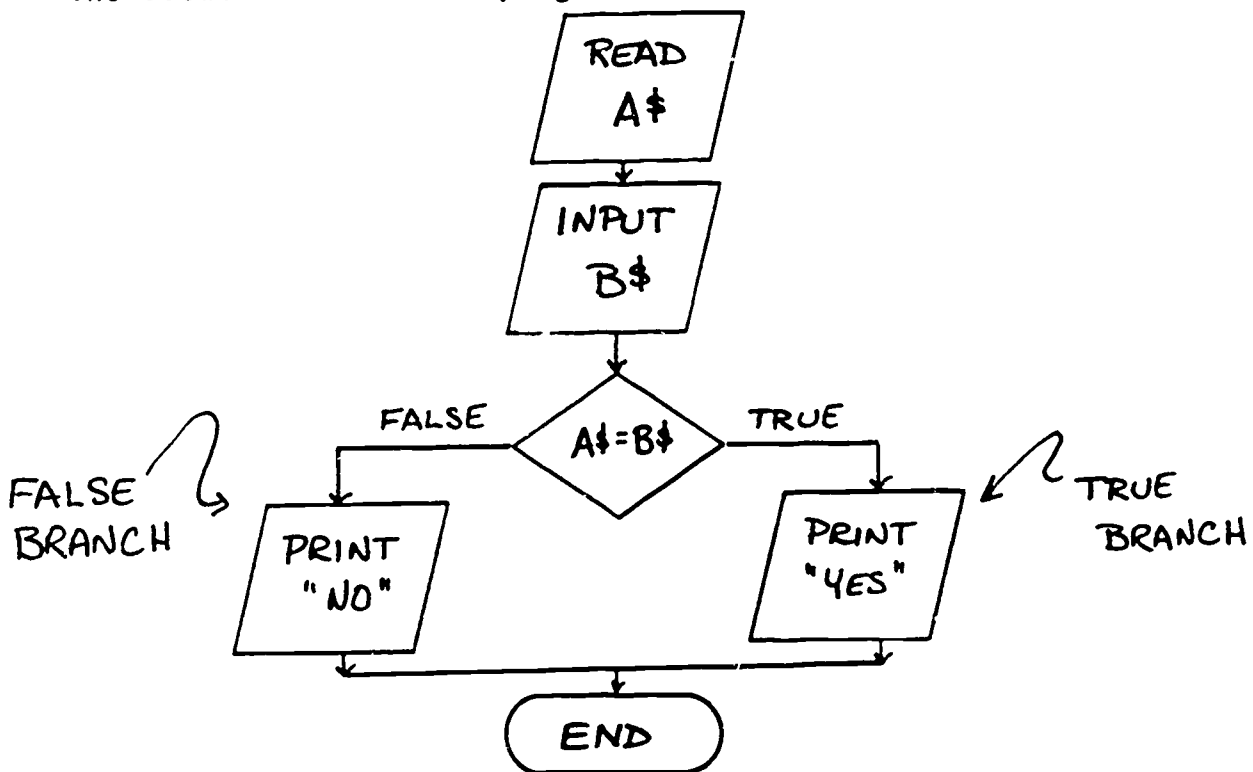 READ
A$
INPUT
B$
FALSE
A$=B$
TRUE
FALSE
BRANCH
PRINT
"NO"
PRINT
"YES"
TRUE
BRANCH
END